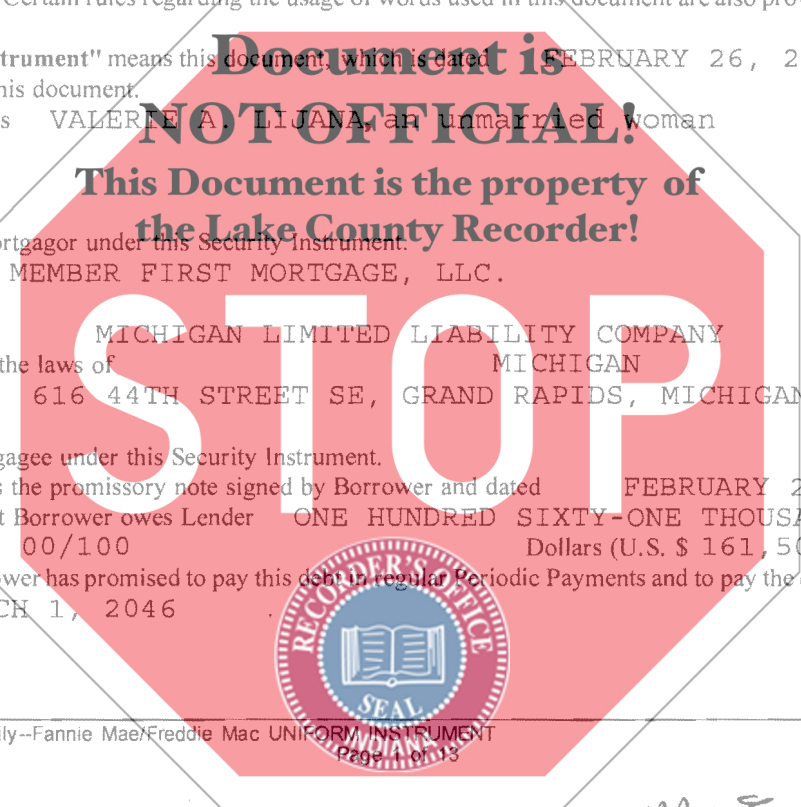 Certain rules regarding the usage of words used in this document are also pro
Document is
trument" means this document, which is dated FEBRUARY 26, 2
his document.
NOT OFFICIAL!
s VALERIE A. LIJANA, an unmarried woman
This Document is the property of
the Lake County Recorder!
ortgagor under this Security Instrument.
MEMBER FIRST MORTGAGE, LLC.
STOP
MICHIGAN LIMITED LIABILITY COMPANY
the laws of MICHIGAN
616 44TH STREET SE, GRAND RAPIDS, MICHIGAN
gagee under this Security Instrument.
s the promissory note signed by Borrower and dated FEBRUARY 2
t Borrower owes Lender ONE HUNDRED SIXTY-ONE THOUSA
00/100 Dollars (U.S. $ 161,50
ower has promised to pay this debt in regular Periodic Payments and to pay the
CH 1, 2046 .
RECORDER'S OFFICE
SEAL
INDIANA
ily--Fannie Mae/Freddie Mac UNIFORM INSTRUMENT
Page 1 of 13